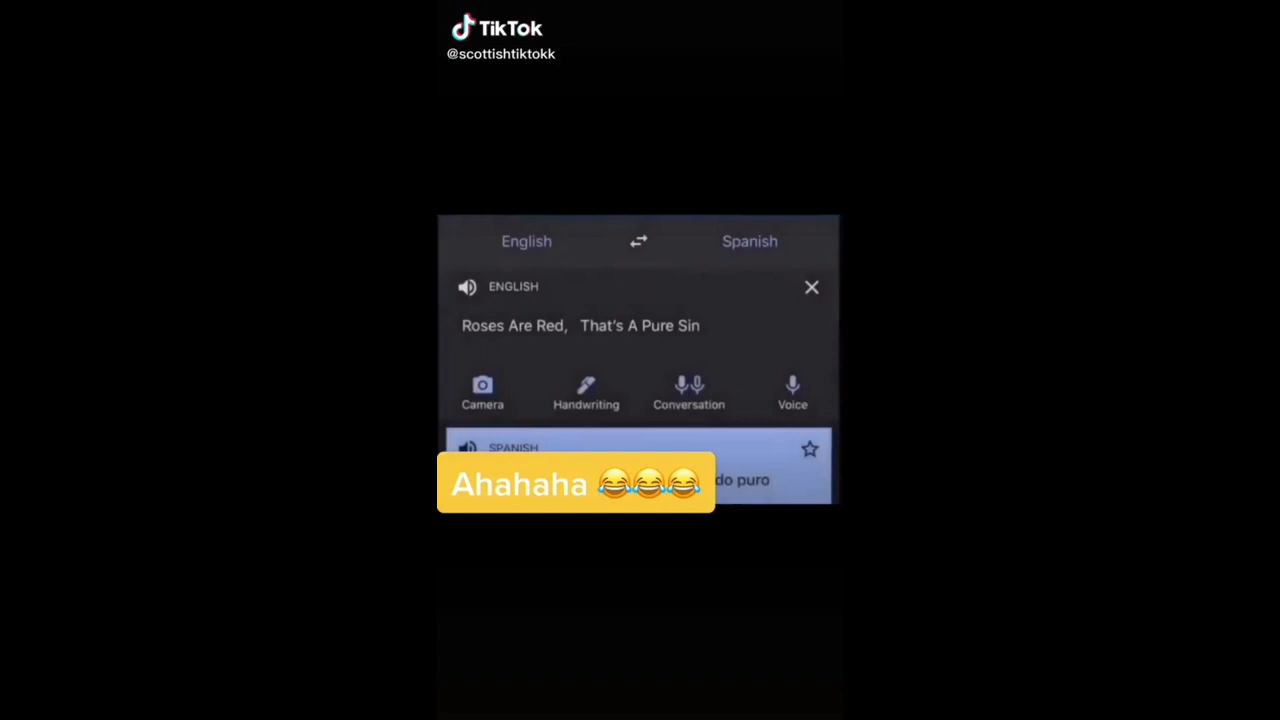 TikTok
@scottishtiktokk
English Spanish
ENGLISH
Roses Are Red, That's A Pure Sin
Camera Handwriting Conversation Voice
SPANISH
Ahahaha 😂😂😂
do puro